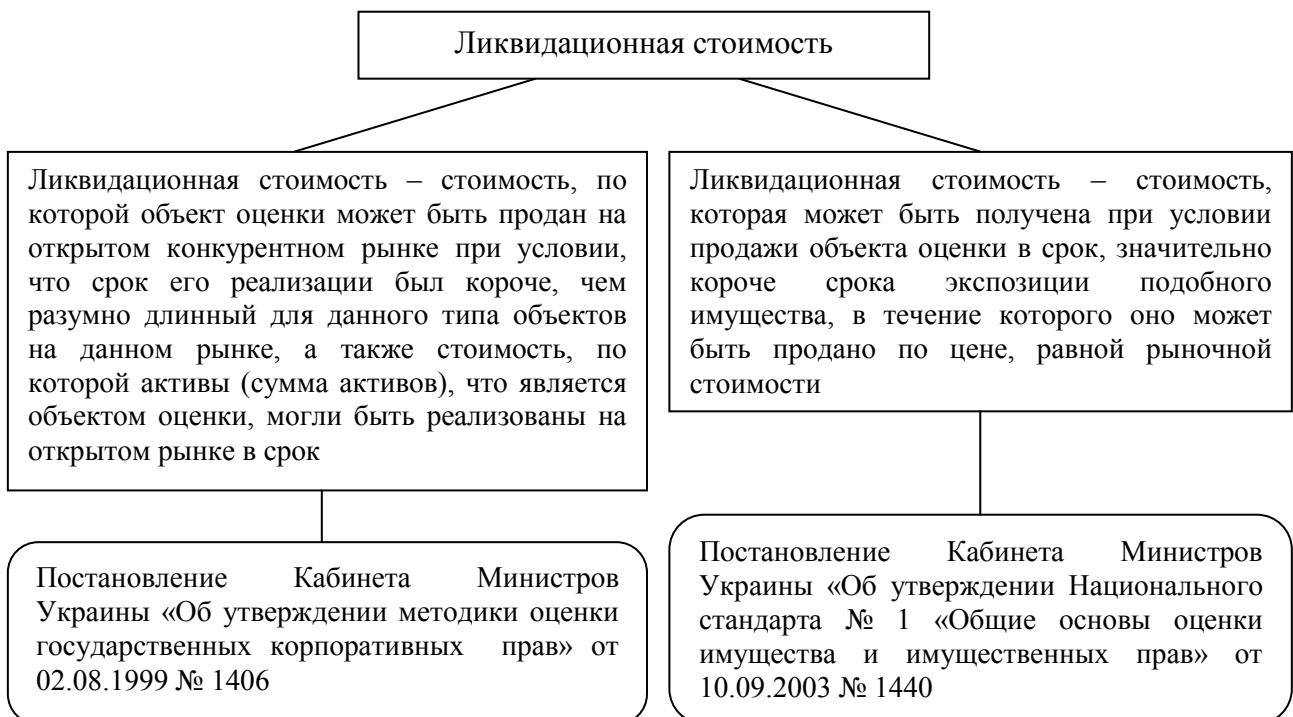 Ликвидационная стоимость
Ликвидационная стоимость – стоимость, по
которой объект оценки может быть продан на
открытом конкурентном рынке при условии,
что срок его реализации был короче, чем
разумно длинный для данного типа объектов
на данном рынке, а также стоимость, по
которой активы (сумма активов), что является
объектом оценки, могли быть реализованы на
открытом рынке в срок
Постановление Кабинета Министров
Украины «Об утверждении методики оценки
государственных корпоративных прав» от
02.08.1999 № 1406
Ликвидационная стоимость – стоимость,
которая может быть получена при условии
продажи объекта оценки в срок, значительно
короче срока экспозиции подобного
имущества, в течение которого оно может
быть продано по цене, равной рыночной
стоимости
Постановление Кабинета Министров
Украины «Об утверждении Национального
стандарта № 1 «Общие основы оценки
имущества и имущественных прав» от
10.09.2003 № 1440